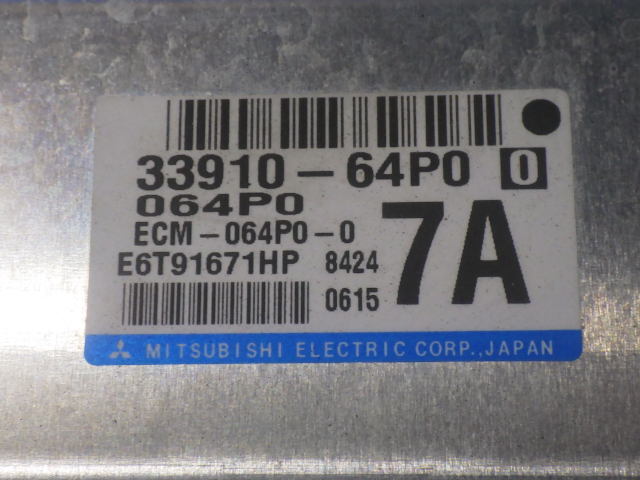 33910-64P0 0
064P0
ECM-064P0-0
7A
E6T91671HP 8424
0615
MITSUBISHI ELECTRIC CORP., JAPAN